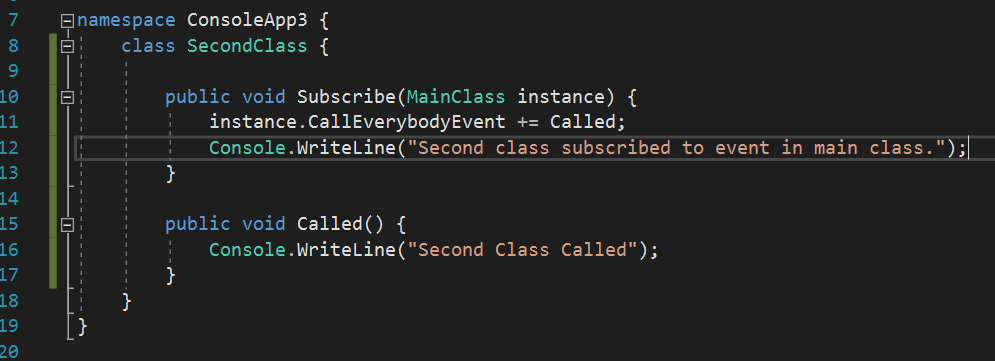 7 namespace ConsoleApp3 {
8 class SecondClass {
9
10 public void Subscribe(MainClass instance) {
11 instance.CallEverybodyEvent += Called;
12 Console.WriteLine("Second class subscribed to event in main class.");
13 }
14
15 public void Called() {
16 Console.WriteLine("Second Class Called");
17 }
18 }
19 }
20